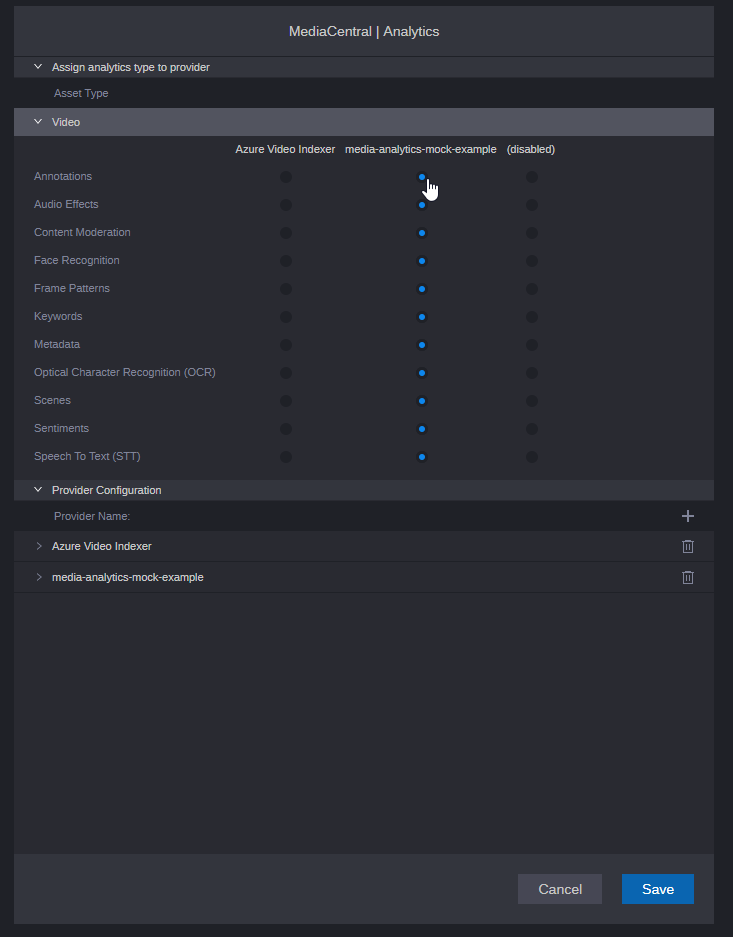 MediaCentral | Analytics
Assign analytics type to provider
Asset Type
Video
Azure Video Indexer media-analytics-mock-example (disabled)
Annotations
Audio Effects
Content Moderation
Face Recognition
Frame Patterns
Keywords
Metadata
Optical Character Recognition (OCR)
Scenes
Sentiments
Speech To Text (STT)
Provider Configuration
Provider Name:
Azure Video Indexer
media-analytics-mock-example
Cancel Save